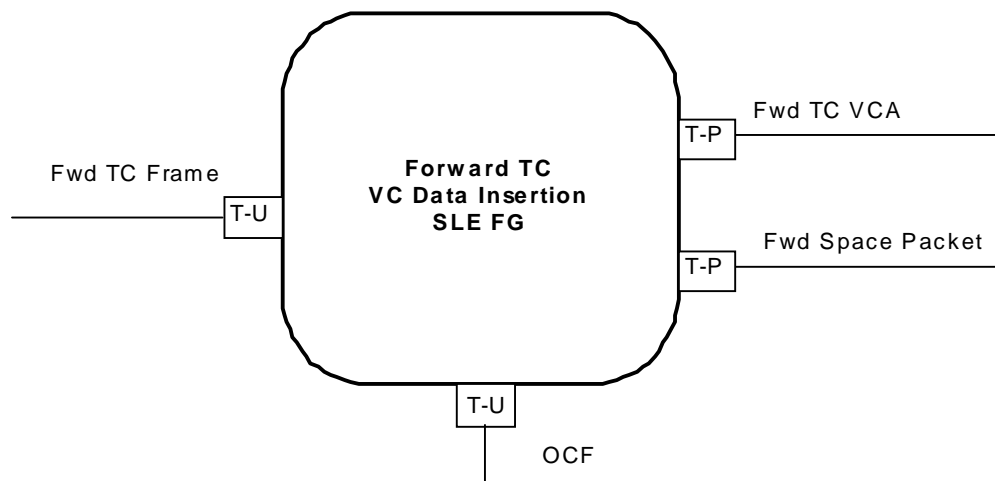 Fwd TC VCA
T-P
Forward TC
VC Data Insertion
SLE FG
Fwd TC Frame
T-U
Fwd Space Packet
T-P
T-U
OCF